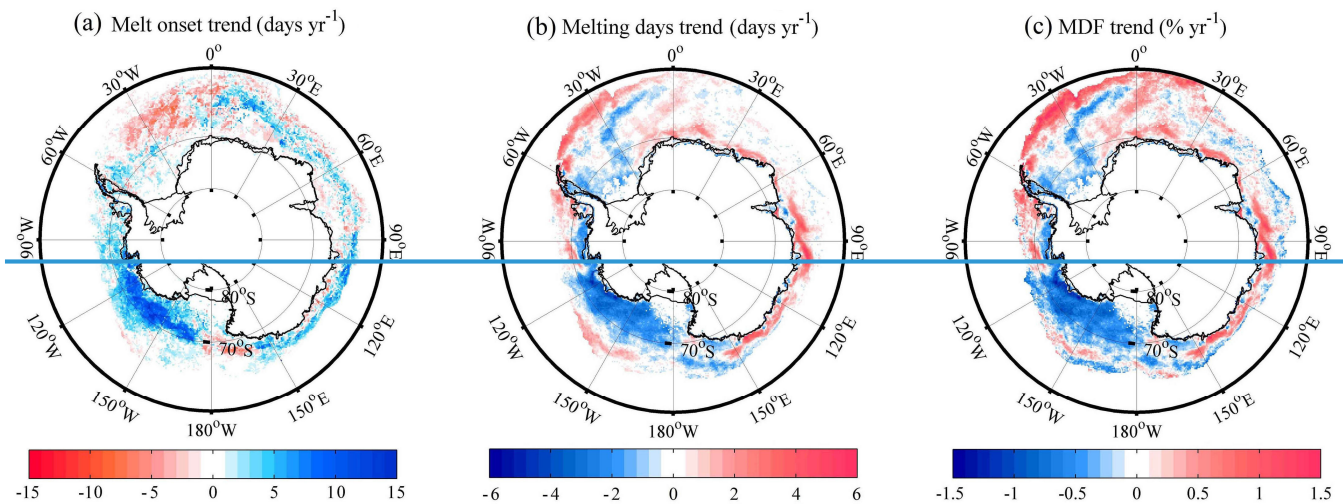 (a) Melt onset trend (days yr⁻¹)
(b) Melting days trend (days yr⁻¹)
(c) MDF trend (% yr⁻¹)
0°
30°E
60°E
90°E
120°E
150°E
180°W
150°W
120°W
90°W
60°W
30°W
80°S
70°S
0°
30°E
60°E
90°E
120°E
150°E
180°W
150°W
120°W
90°W
60°W
30°W
80°S
70°S
0°
30°E
60°E
90°E
120°E
150°E
180°W
150°W
120°W
90°W
60°W
30°W
80°S
70°S
-15 -10 -5 0 5 10 15
-6 -4 -2 0 2 4 6
-1.5 -1 -0.5 0 0.5 1 1.5